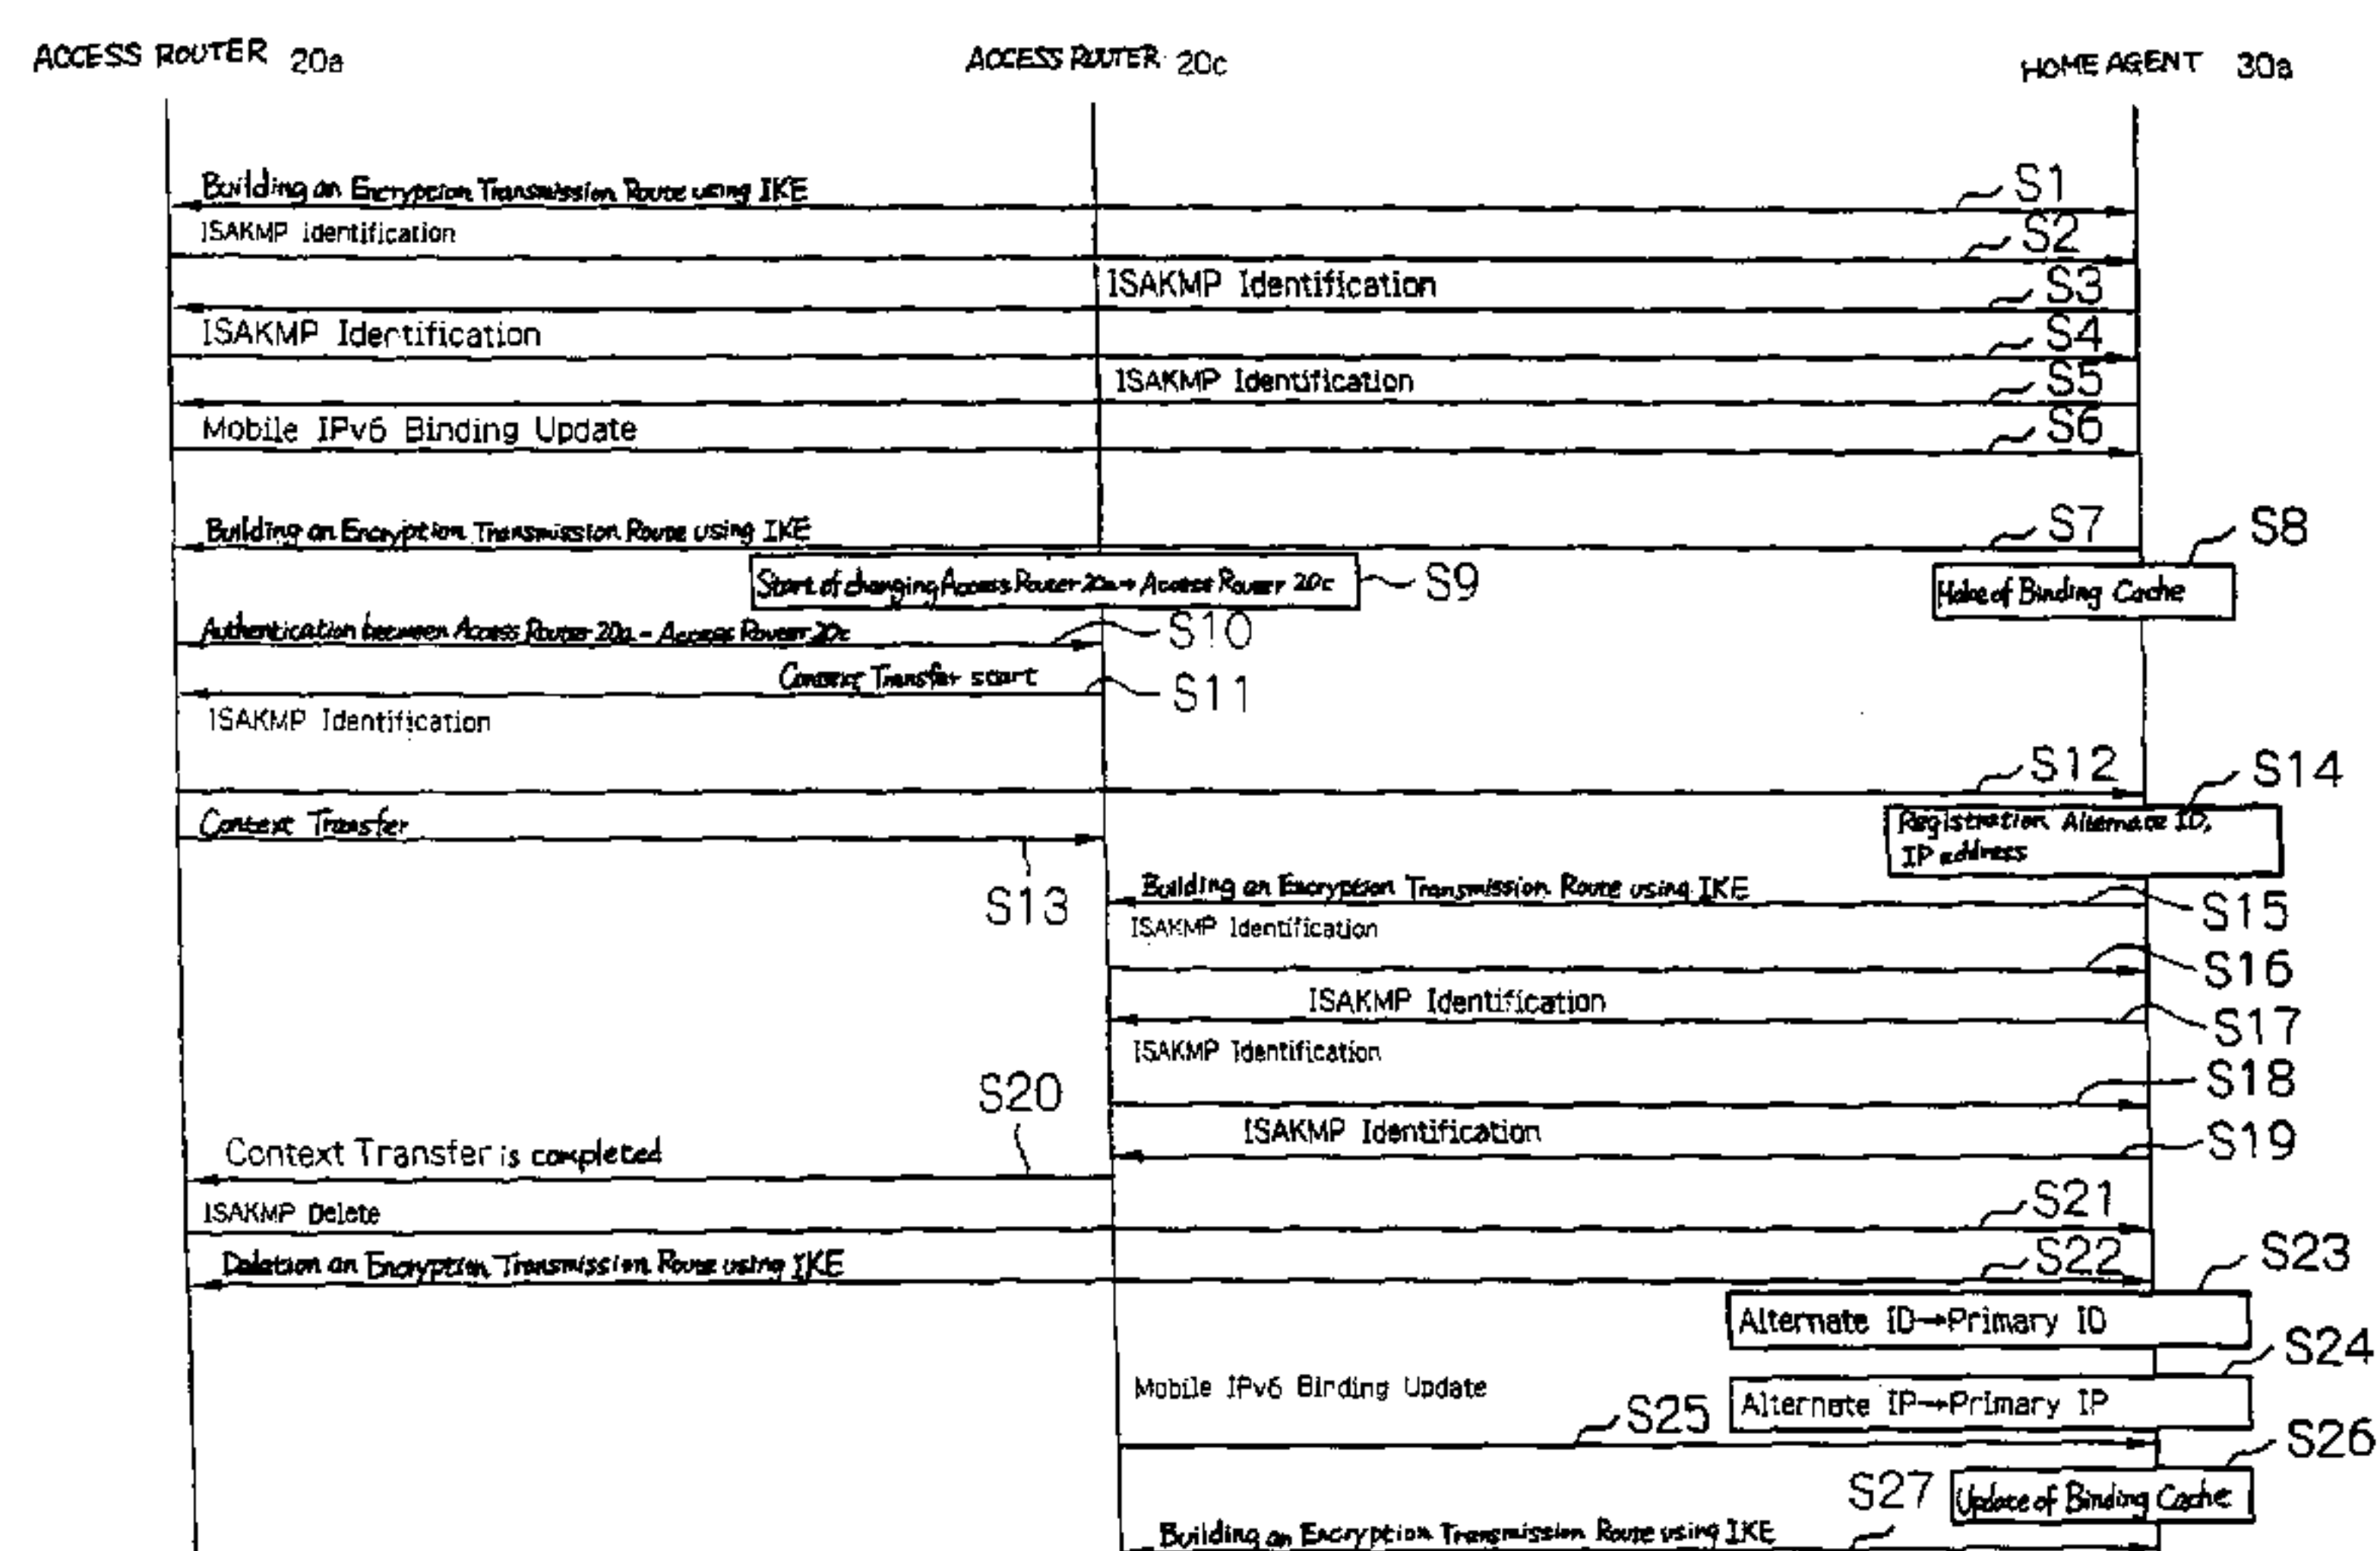 ACCESS ROUTER 20a
ACCESS ROUTER 20c
HOME AGENT 30a
Building an Encryption Transmission Route using IKE
S1
ISAKMP Identification
S2
ISAKMP Identification
S3
ISAKMP Identification
S4
ISAKMP Identification
S5
Mobile IPv6 Binding Update
S6
Building an Encryption Transmission Route using IKE
S7
S8
Start of changing Access Router 20a→Access Router 20c
S9
Make of Binding Cache
Authentication between Access Router 20a - Access Router 20c
S10
Context Transfer start
S11
ISAKMP Identification
S12
S14
Context Transfer
Registration Alternate ID,
IP address
S13
Building an Encryption Transmission Route using IKE
S15
ISAKMP Identification
S16
ISAKMP Identification
S17
ISAKMP Identification
S18
S20
ISAKMP Identification
S19
Context Transfer is completed
ISAKMP Delete
S21
Deletion an Encryption Transmission Route using IKE
S22
S23
Alternate ID→Primary ID
S24
Mobile IPv6 Binding Update
Alternate IP→Primary IP
S25
S26
S27
Update of Binding Cache
Building an Encryption Transmission Route using IKE